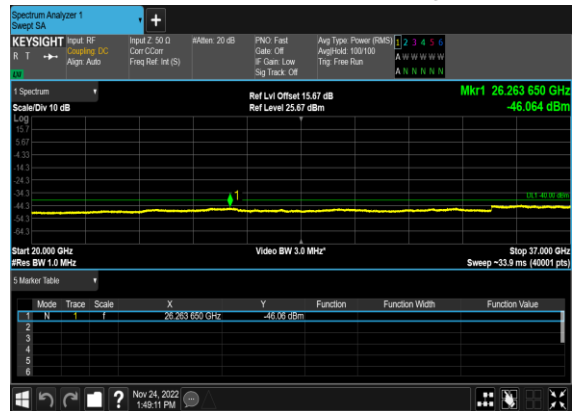 Spectrum Analyzer 1
Swept SA
+
KEYSIGHT Input: RF Input Z: 50 Ω #Atten: 20 dB PNO: Fast Avg Type: Power (RMS) 1 2 3 4 5 6
R T Coupling: DC Corr CCorr Gate: Off Avg|Hold: 100/100 A W W W W W
Align: Auto Freq Ref: Int (S) IF Gain: Low Trig: Free Run
Sig Track: Off A N N N N N
LW
1 Spectrum Ref Lvl Offset 15.67 dB Mkr1 26.263 650 GHz
Scale/Div 10 dB Ref Level 25.67 dBm -46.064 dBm
Log
15.7
5.67
-4.33
-14.3
-24.3
-34.3 1 DL1 -40.00 dBm
-44.3
-54.3
-64.3
Start 20.000 GHz Video BW 3.0 MHz* Stop 37.000 GHz
#Res BW 1.0 MHz Sweep ~33.9 ms (40001 pts)
5 Marker Table
Mode Trace Scale X Y Function Function Width Function Value
1 N 1 f 26.263 650 GHz -46.06 dBm
2
3
4
5
6
? Nov 24, 2022
1:49:11 PM